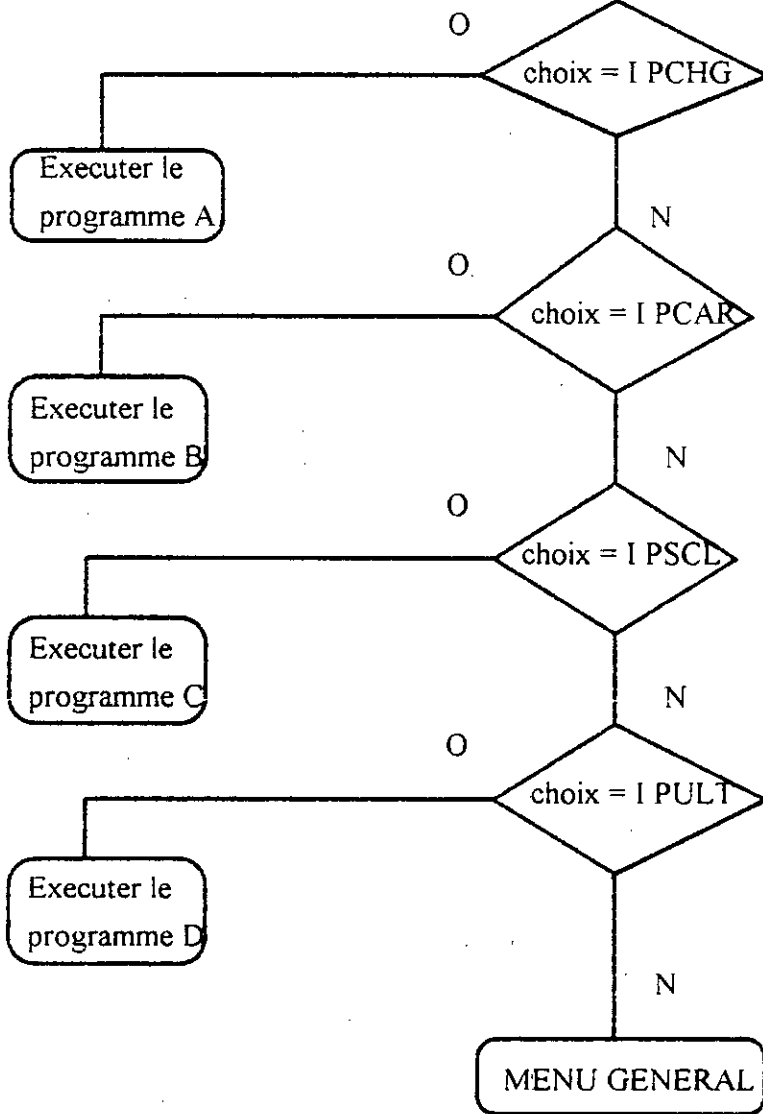 O
choix = I PCHG
Executer le
programme A
N
O
choix = I PCAR
Executer le
programme B
N
O
choix = I PSCL
Executer le
programme C
N
O
choix = I PULT
Executer le
programme D
N
MENU GENERAL